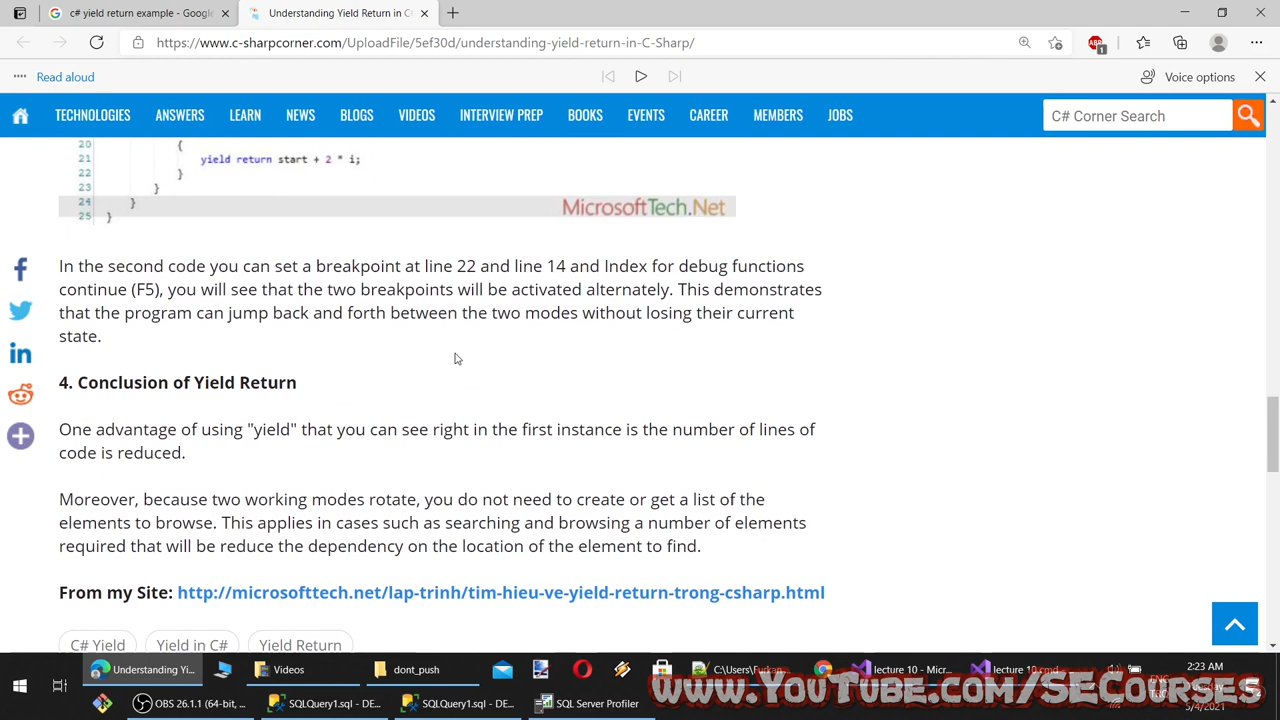 c# yield return example - Google
Understanding Yield Return in C
https://www.c-sharpcorner.com/UploadFile/5ef30d/understanding-yield-return-in-C-Sharp/
ABP
1
Read aloud
Voice options
TECHNOLOGIES ANSWERS LEARN NEWS BLOGS VIDEOS INTERVIEW PREP BOOKS EVENTS CAREER MEMBERS JOBS
C# Corner Search
20 {
21 yield return start + 2 * i;
22 }
23 }
24 }
25 }
MicrosoftTech.Net
In the second code you can set a breakpoint at line 22 and line 14 and Index for debug functions
continue (F5), you will see that the two breakpoints will be activated alternately. This demonstrates
that the program can jump back and forth between the two modes without losing their current
state.
4. Conclusion of Yield Return
One advantage of using "yield" that you can see right in the first instance is the number of lines of
code is reduced.
Moreover, because two working modes rotate, you do not need to create or get a list of the
elements to browse. This applies in cases such as searching and browsing a number of elements
required that will be reduce the dependency on the location of the element to find.
From my Site: http://microsofttech.net/lap-trinh/tim-hieu-ve-yield-return-trong-csharp.html
C# Yield Yield in C# Yield Return
Understanding Yi... Videos dont_push C:\Users\Furkan... lecture 10 - Micr... lecture 10.cmd
2:23 AM
OBS 26.1.1 (64-bit, ... SQLQuery1.sql - DE... SQLQuery1.sql - DE... SQL Server Profiler
5/4/2021
www.YouTube.com/SECourses